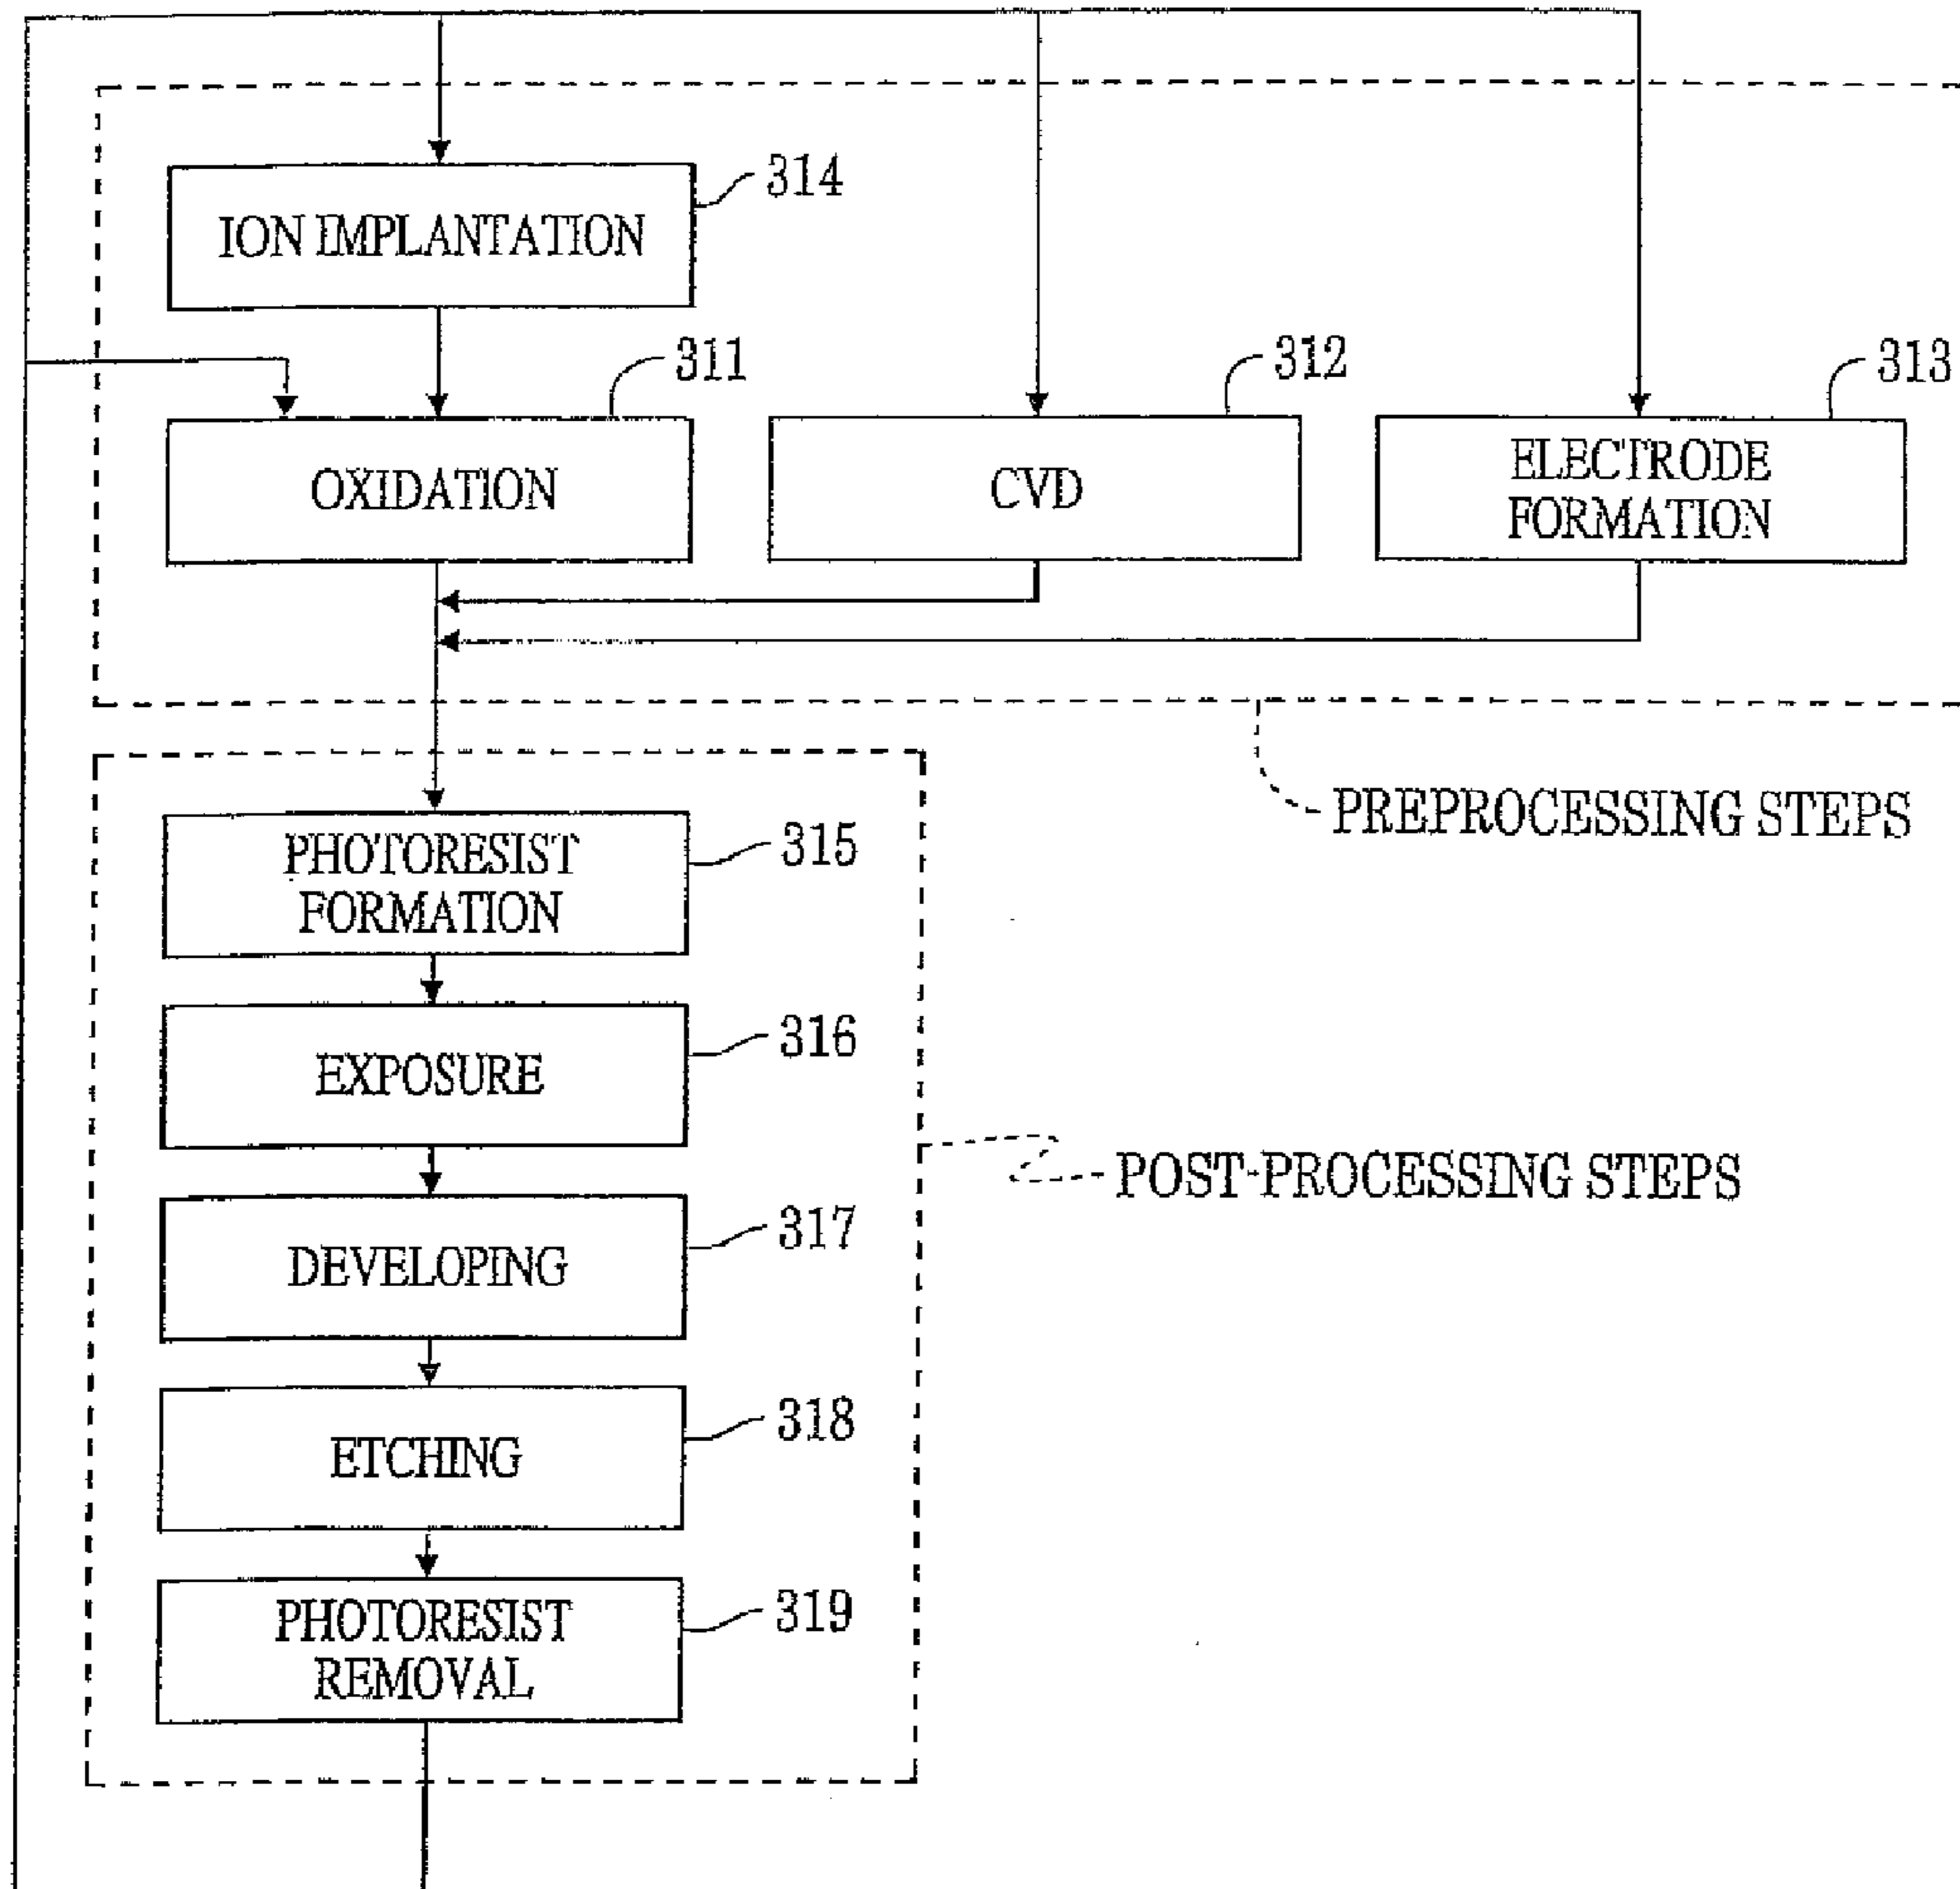 314
ION IMPLANTATION
311
312
313
OXIDATION
CVD
ELECTRODE
FORMATION
PREPROCESSING STEPS
PHOTORESIST
FORMATION
315
316
EXPOSURE
POST-PROCESSING STEPS
317
DEVELOPING
318
ETCHING
319
PHOTORESIST
REMOVAL